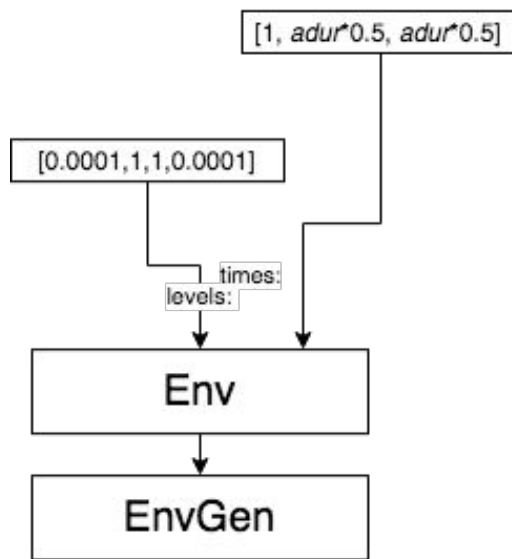 [1, adur*0.5, adur*0.5]
[0.0001,1,1,0.0001]
times:
levels:
Env
EnvGen